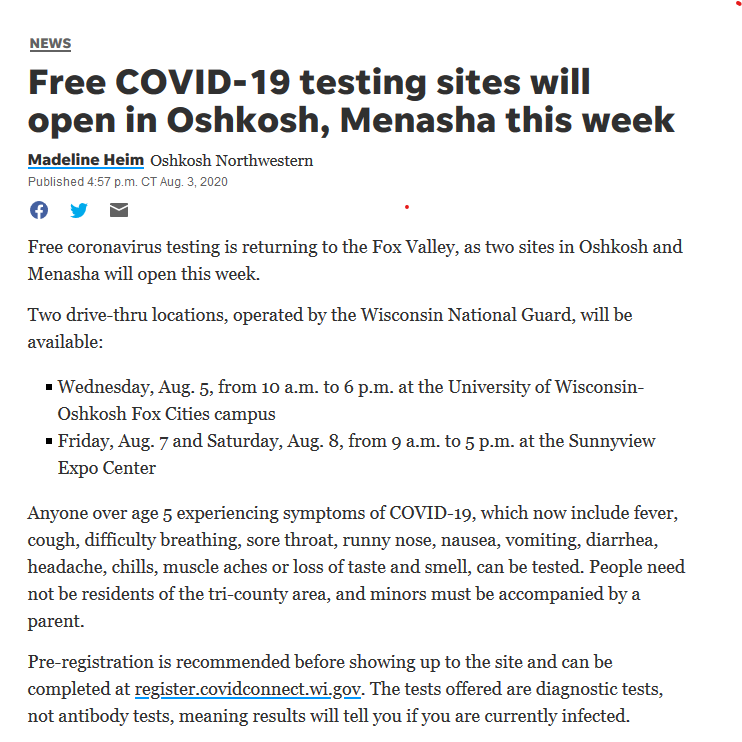 NEWS
Free COVID-19 testing sites will
open in Oshkosh, Menasha this week
Madeline Heim Oshkosh Northwestern
Published 4:57 p.m. CT Aug. 3, 2020
Free coronavirus testing is returning to the Fox Valley, as two sites in Oshkosh and
Menasha will open this week.
Two drive-thru locations, operated by the Wisconsin National Guard, will be
available:
Wednesday, Aug. 5, from 10 a.m. to 6 p.m. at the University of Wisconsin-
Oshkosh Fox Cities campus
Friday, Aug. 7 and Saturday, Aug. 8, from 9 a.m. to 5 p.m. at the Sunnyview
Expo Center
Anyone over age 5 experiencing symptoms of COVID-19, which now include fever,
cough, difficulty breathing, sore throat, runny nose, nausea, vomiting, diarrhea,
headache, chills, muscle aches or loss of taste and smell, can be tested. People need
not be residents of the tri-county area, and minors must be accompanied by a
parent.
Pre-registration is recommended before showing up to the site and can be
completed at register.covidconnect.wi.gov. The tests offered are diagnostic tests,
not antibody tests, meaning results will tell you if you are currently infected.